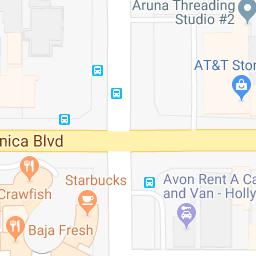 Aruna Threading
Studio #2
AT&T Stor
nica Blvd
Crawfish
Starbucks
Baja Fresh
Avon Rent A Ca
and Van - Holly